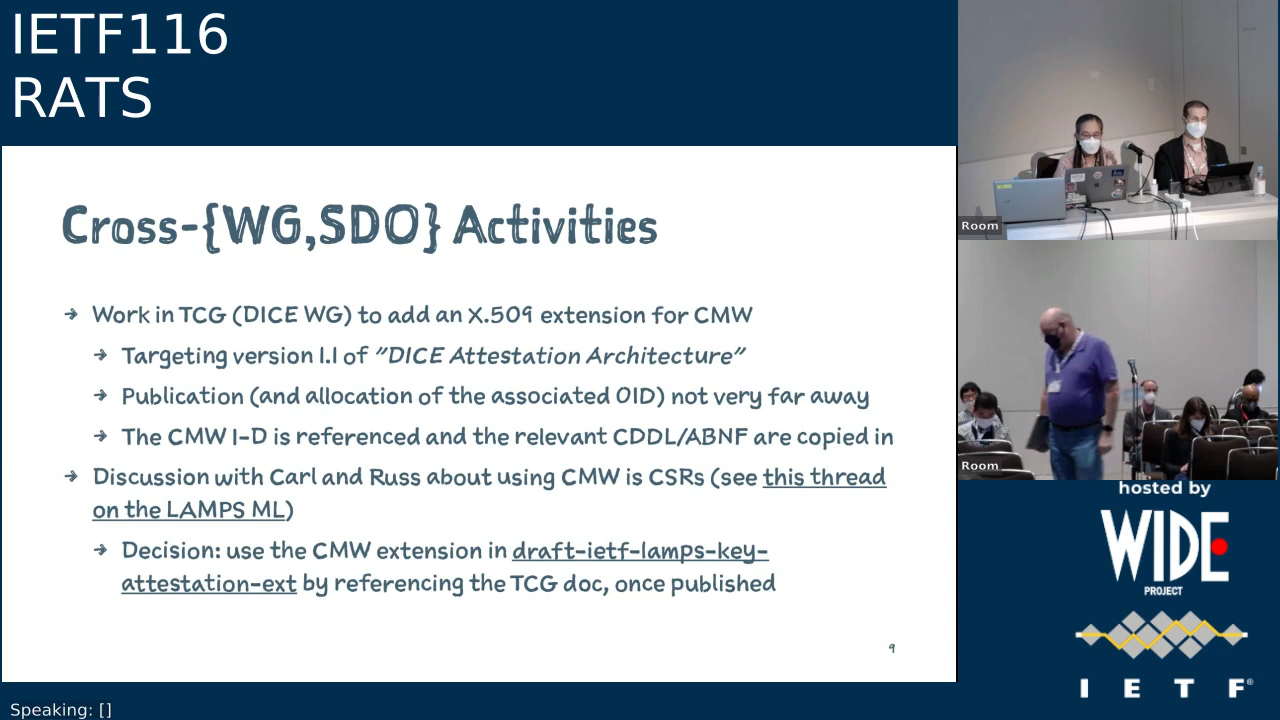 IETF116
RATS
Cross-{WG,SDO} Activities
→ Work in TCG (DICE WG) to add an X.509 extension for CMW
→ Targeting version 1.1 of "DICE Attestation Architecture"
→ Publication (and allocation of the associated OID) not very far away
→ The CMW I-D is referenced and the relevant CDDL/ABNF are copied in
→ Discussion with Carl and Russ about using CMW is CSRs (see this thread
on the LAMPS ML)
→ Decision: use the CMW extension in draft-ietf-lamps-key-
attestation-ext by referencing the TCG doc, once published
9
Speaking: []
Room
Room
hosted by
WIDE
PROJECT
I E T F®